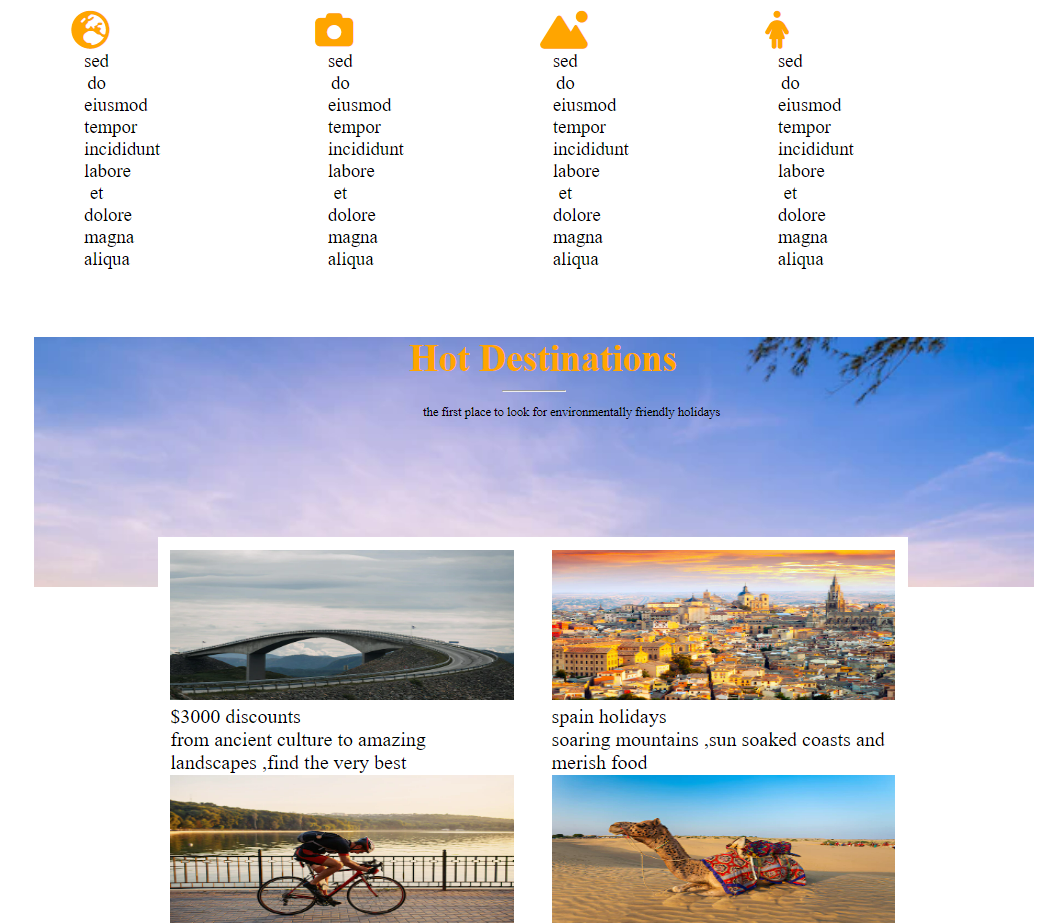 sed
do
eiusmod
tempor
incididunt
labore
et
dolore
magna
aliqua
sed
do
eiusmod
tempor
incididunt
labore
et
dolore
magna
aliqua
sed
do
eiusmod
tempor
incididunt
labore
et
dolore
magna
aliqua
sed
do
eiusmod
tempor
incididunt
labore
et
dolore
magna
aliqua
Hot Destinations
the first place to look for environmentally friendly holidays
$3000 discounts
from ancient culture to amazing
landscapes ,find the very best
spain holidays
soaring mountains ,sun soaked coasts and
merish food